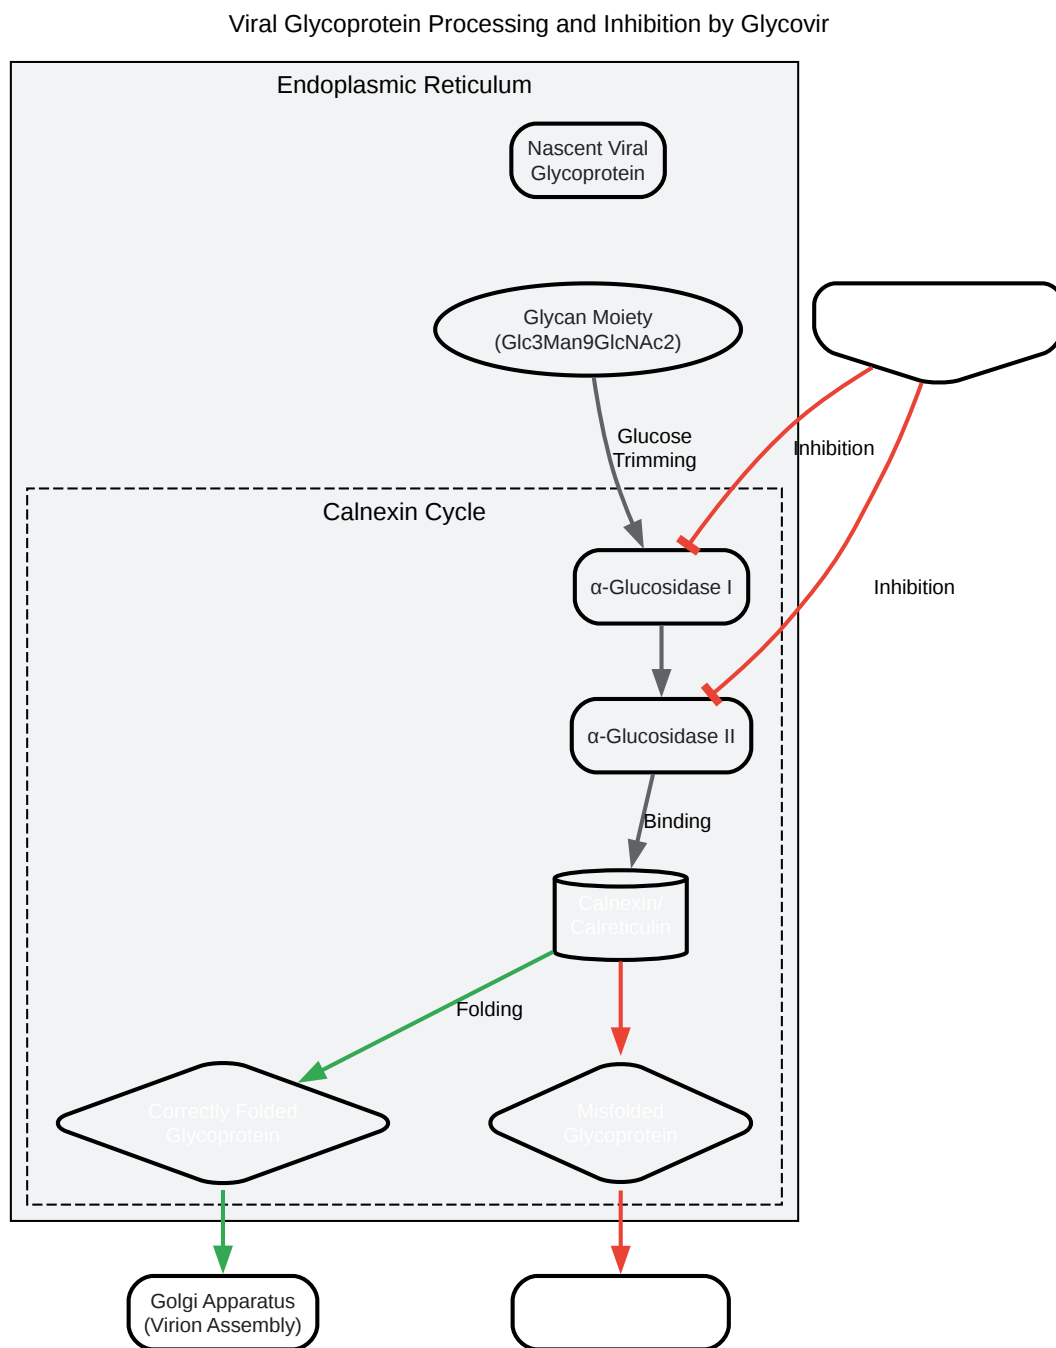 Viral Glycoprotein Processing and Inhibition by Glycovir
Endoplasmic Reticulum
Nascent Viral
Glycoprotein
Glycan Moiety
(Glc3Man9GlcNAc2)
Glucose
Trimming
Inhibition
Calnexin Cycle
α-Glucosidase I
Inhibition
α-Glucosidase II
Binding
Calnexin/
Calreticulin
Folding
Correctly Folded
Glycoprotein
Misfolded
Glycoprotein
Golgi Apparatus
(Virion Assembly)